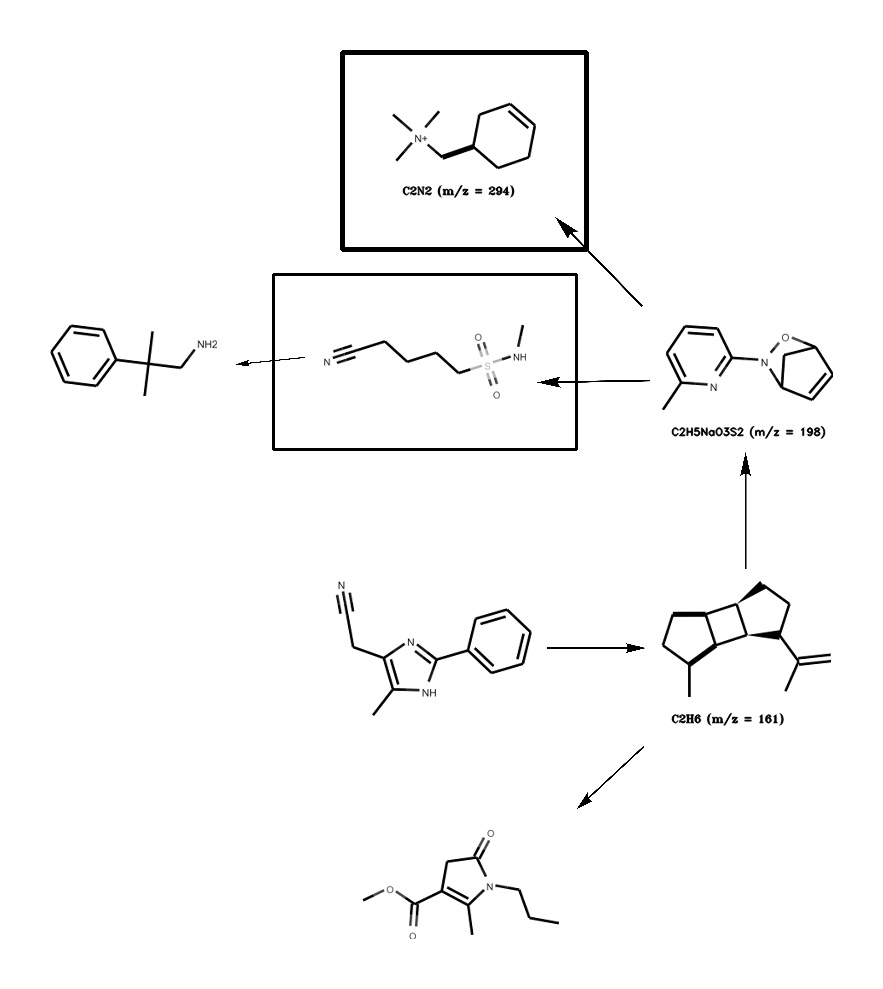 N+
C2N2 (m/z = 294)
NH2
N
O
S
O
NH
N
N
O
C2H5NaO3S2 (m/z = 198)
N
N
NH
C2H6 (m/z = 161)
O
O
O
N